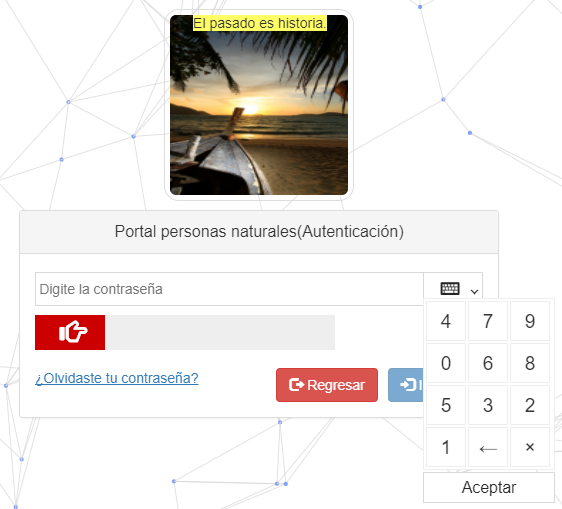 El pasado es historia.
Portal personas naturales(Autenticación)
Digite la contraseña
¿Olvidaste tu contraseña?
Regresar
4 7 9
0 6 8
5 3 2
1 ← ×
Aceptar